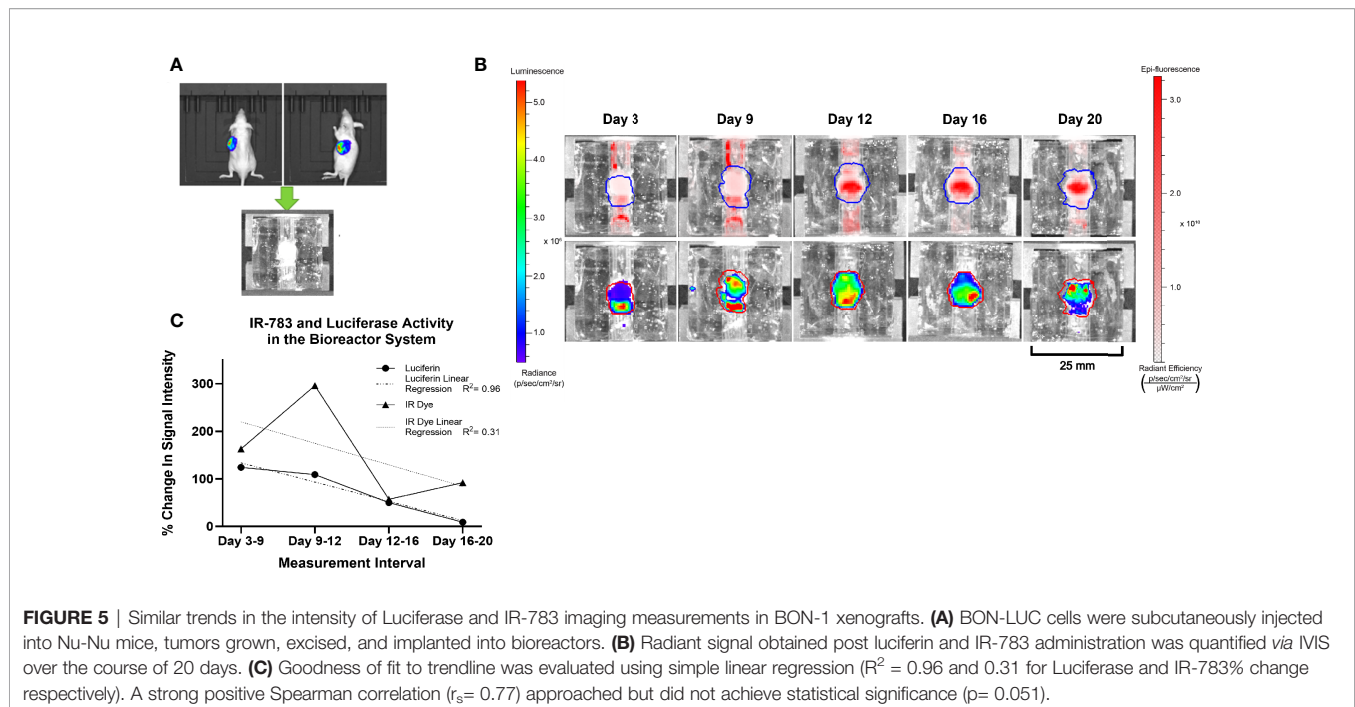 A
B
Luminescence
5.0
4.0
3.0
x 10⁶
2.0
1.0
Radiance
(p/sec/cm²/sr)
Day 3
Day 9
Day 12
Day 16
Day 20
25 mm
Epi-fluorescence
3.0
2.0
x 10¹⁰
1.0
Radiant Efficiency
(p/sec/cm²/sr / µW/cm²)
C
IR-783 and Luciferase Activity
in the Bioreactor System
Luciferin
Luciferin Linear
Regression R²= 0.96
IR Dye
IR Dye Linear
Regression R²= 0.31
% Change In Signal Intensity
300
200
100
0
Day 3-9
Day 9-12
Day 12-16
Day 16-20
Measurement Interval
FIGURE 5 | Similar trends in the intensity of Luciferase and IR-783 imaging measurements in BON-1 xenografts. (A) BON-LUC cells were subcutaneously injected
into Nu-Nu mice, tumors grown, excised, and implanted into bioreactors. (B) Radiant signal obtained post luciferin and IR-783 administration was quantified via IVIS
over the course of 20 days. (C) Goodness of fit to trendline was evaluated using simple linear regression (R² = 0.96 and 0.31 for Luciferase and IR-783% change
respectively). A strong positive Spearman correlation (rₛ= 0.77) approached but did not achieve statistical significance (p= 0.051).